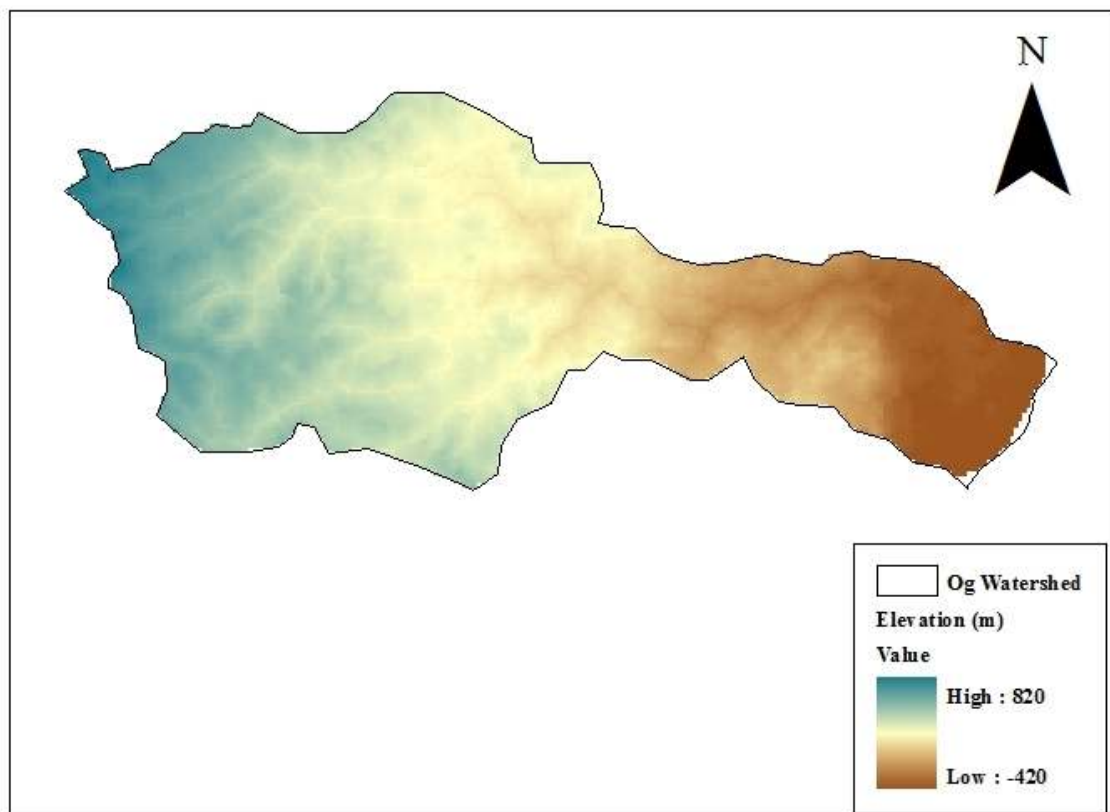 N
Og Watershed
Elevation (m)
Value
High : 820
Low : -420